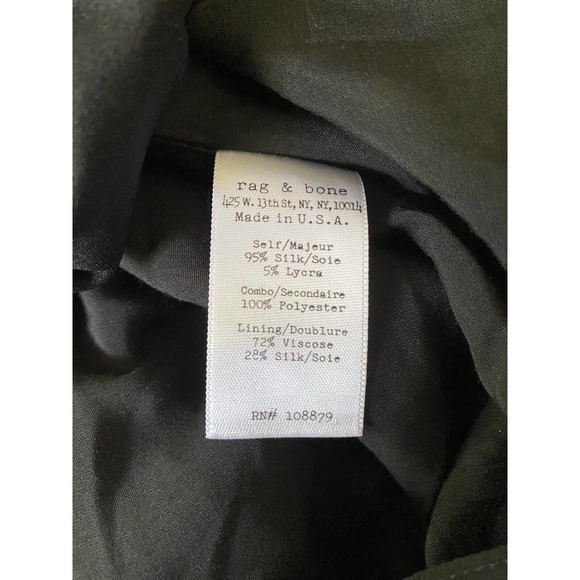 rag & bone
425 W. 13th St, NY, NY, 10014
Made in U.S.A.
Self/Majeur
95% Silk/Soie
5% Lycra
Combo/Secondaire
100% Polyester
Lining/Doublure
72% Viscose
28% Silk/Soie
RN# 108879